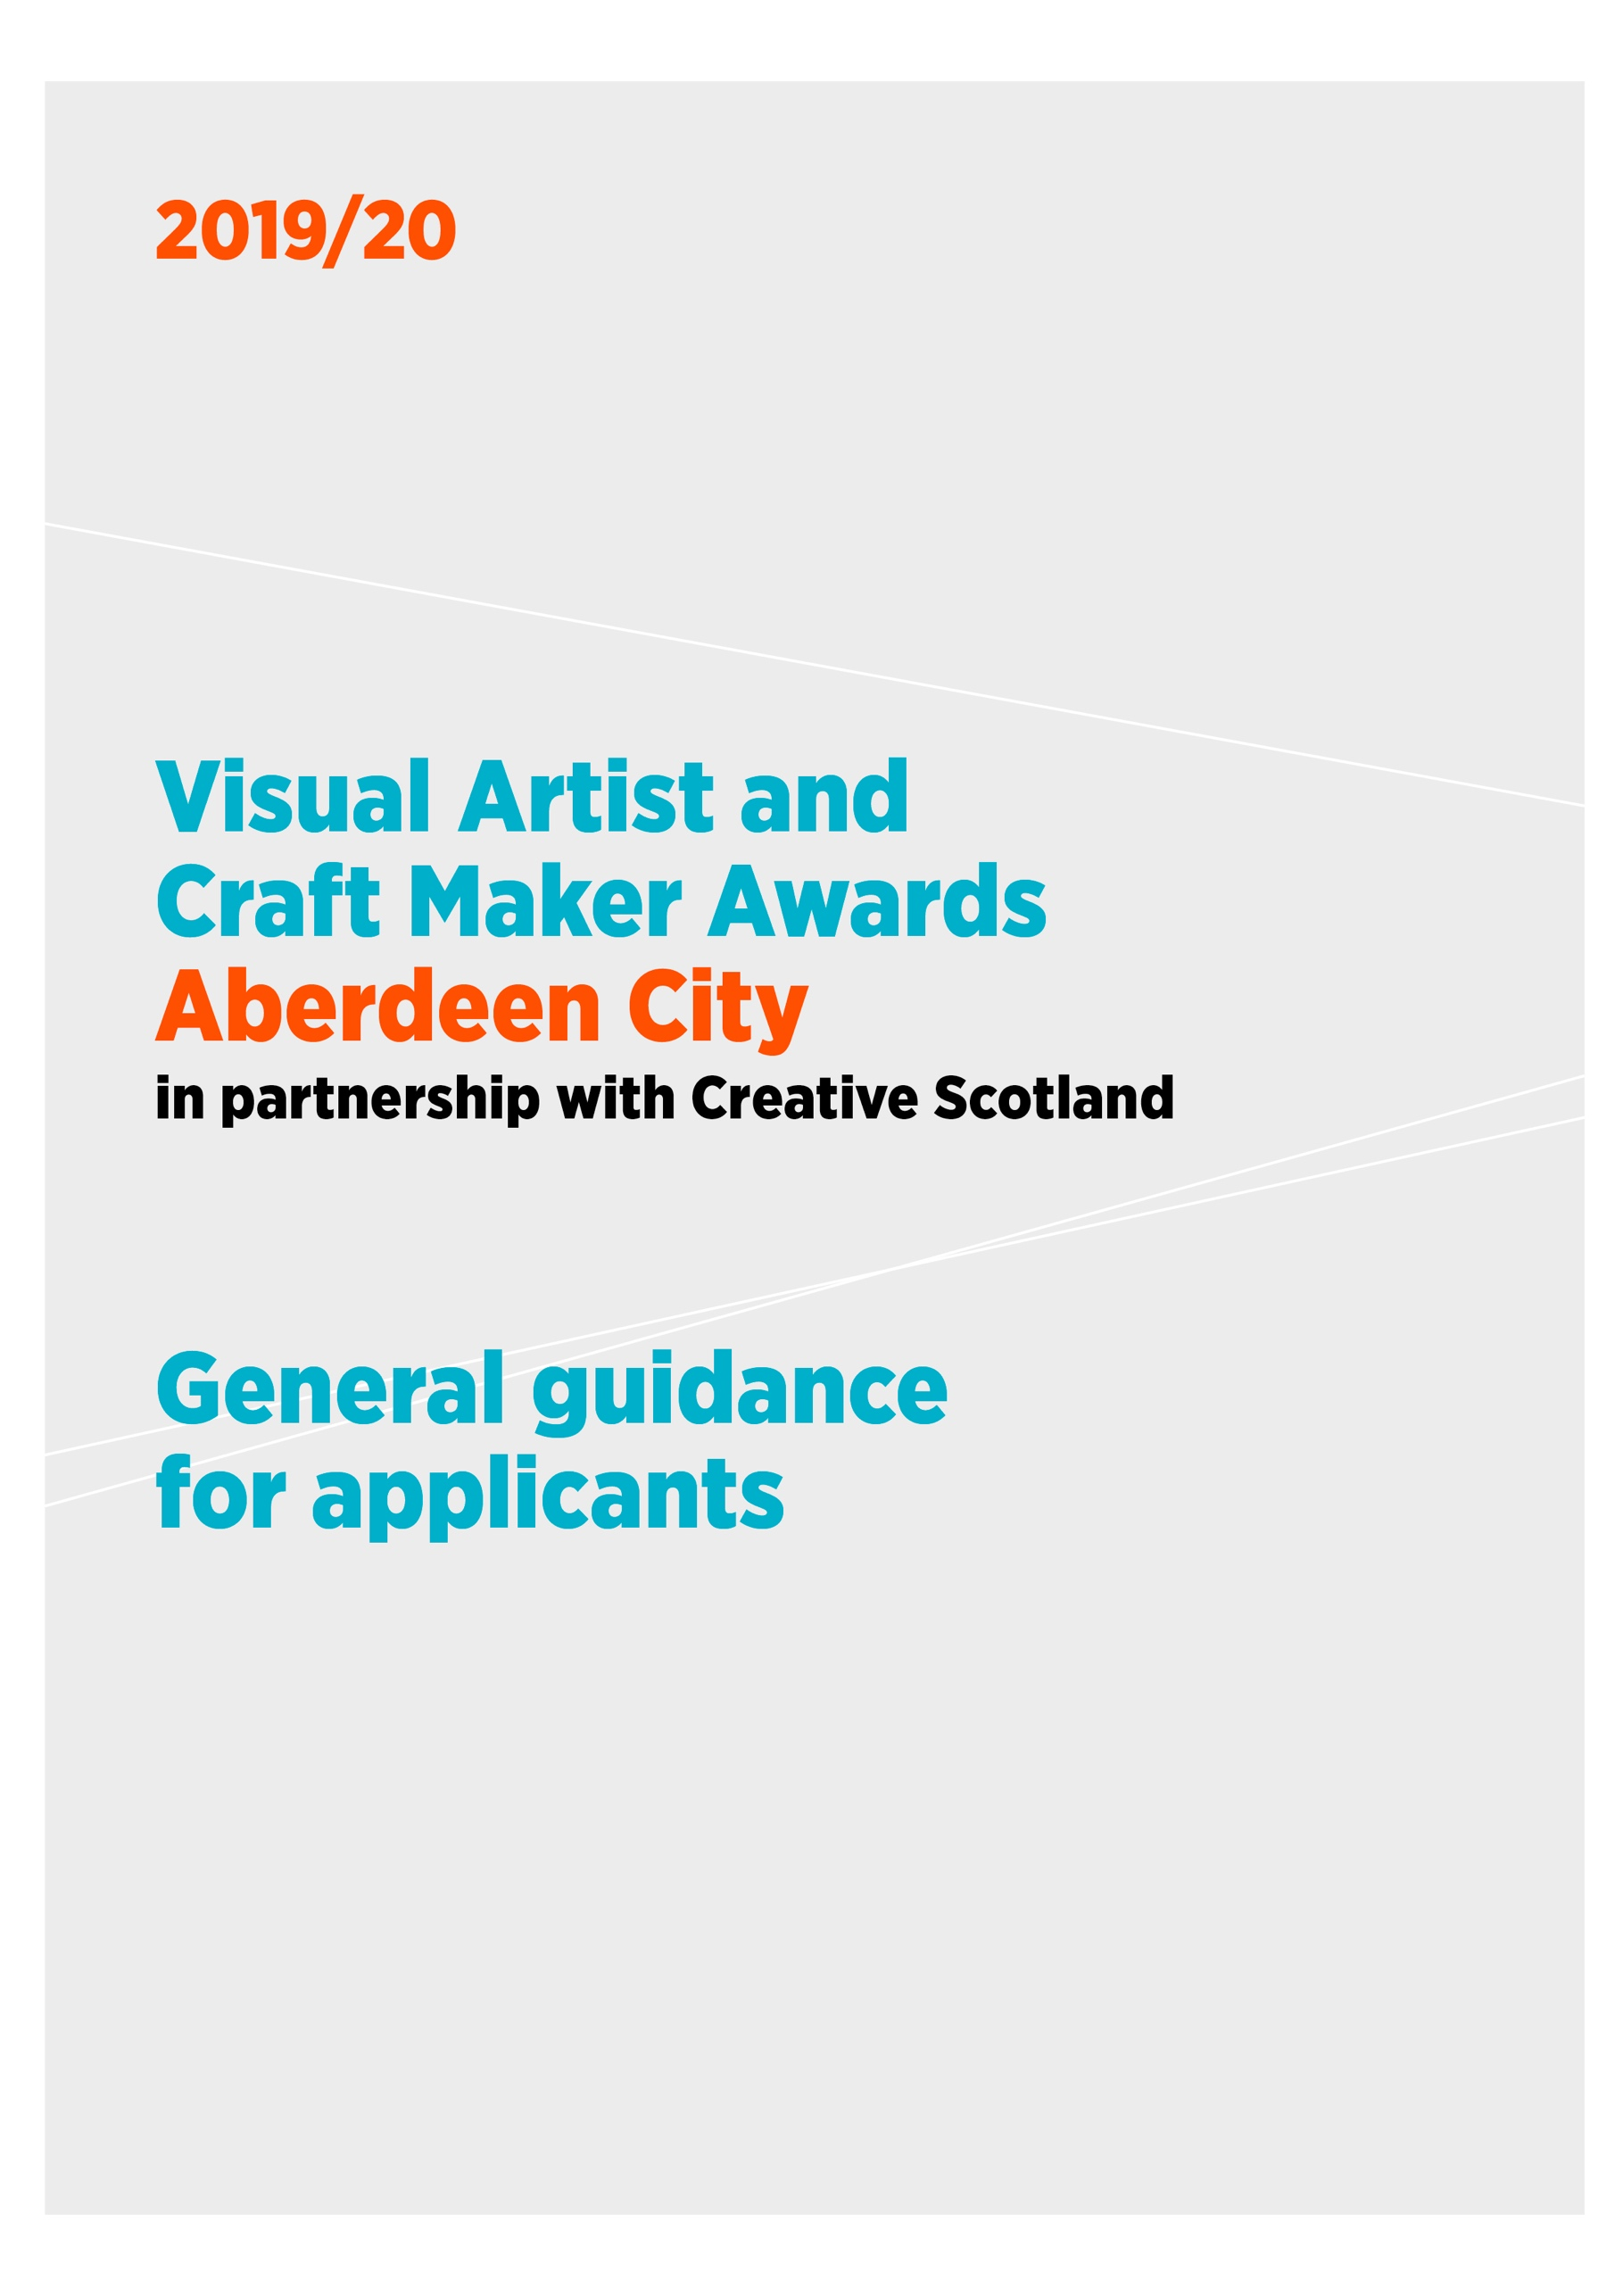 2019/20
Visual Artist and
Craft Maker Awards
Aberdeen City
in partnership with Creative Scotland
General guidance
for applicants